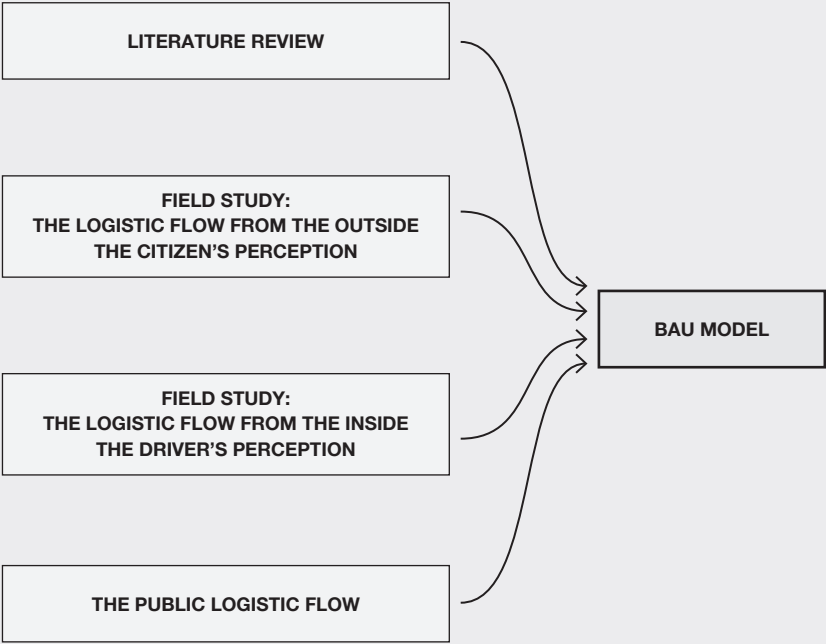 LITERATURE REVIEW
FIELD STUDY:
THE LOGISTIC FLOW FROM THE OUTSIDE
THE CITIZEN’S PERCEPTION
BAU MODEL
FIELD STUDY:
THE LOGISTIC FLOW FROM THE INSIDE
THE DRIVER’S PERCEPTION
THE PUBLIC LOGISTIC FLOW